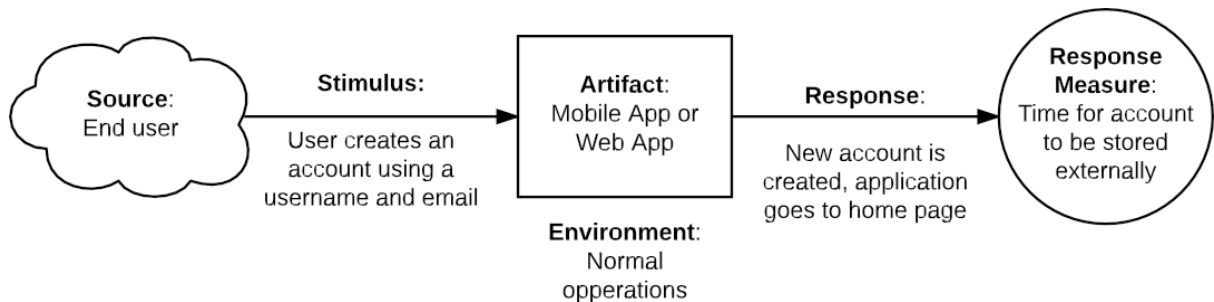 Source:
End user
Stimulus:
User creates an
account using a
username and email
Artifact:
Mobile App or
Web App
Environment:
Normal
opperations
Response:
New account is
created, application
goes to home page
Response
Measure:
Time for account
to be stored
externally